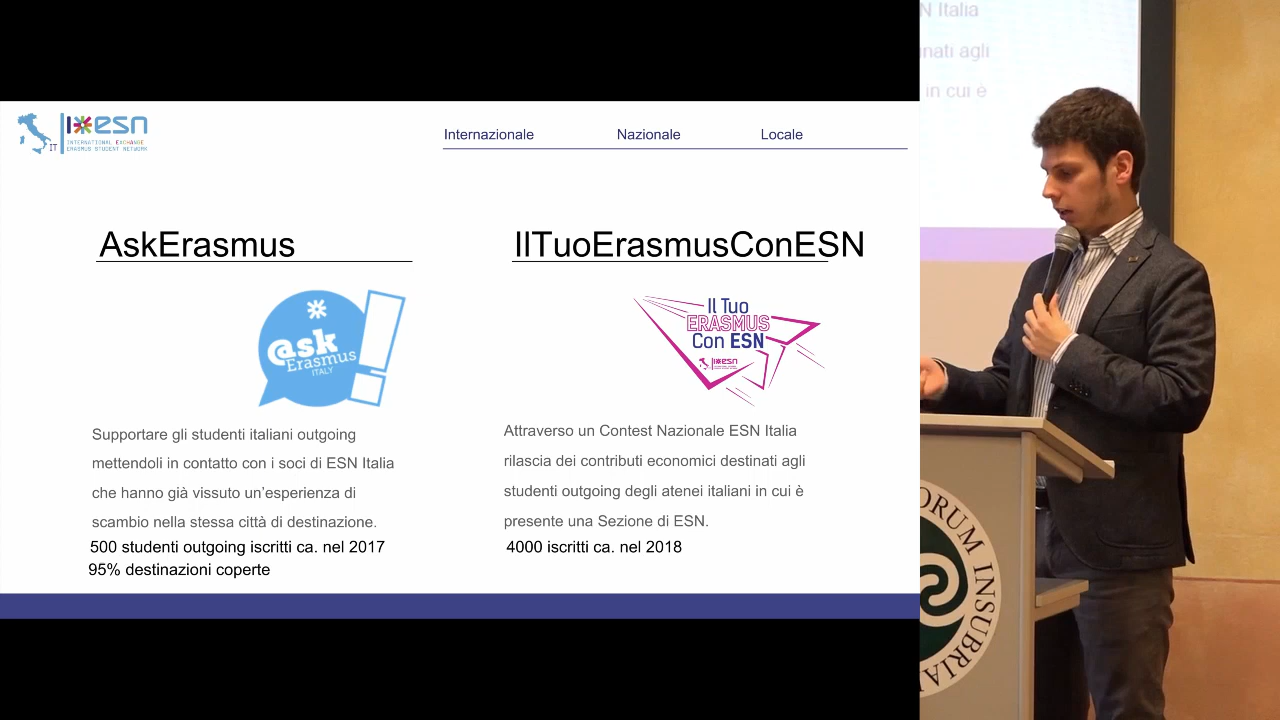 IT
esn
INTERNATIONAL EXCHANGE
ERASMUS STUDENT NETWORK
Internazionale Nazionale Locale
AskErasmus
@ask
Erasmus
ITALY
Supportare gli studenti italiani outgoing
mettendoli in contatto con i soci di ESN Italia
che hanno già vissuto un'esperienza di
scambio nella stessa città di destinazione.
500 studenti outgoing iscritti ca. nel 2017
95% destinazioni coperte
IlTuoErasmusConESN
Il Tuo
ERASMUS
Con ESN
esn
Attraverso un Contest Nazionale ESN Italia
rilascia dei contributi economici destinati agli
studenti outgoing degli atenei italiani in cui è
presente una Sezione di ESN.
4000 iscritti ca. nel 2018
N Italia
nati agli
in cui è
ORUM INSUBRIA